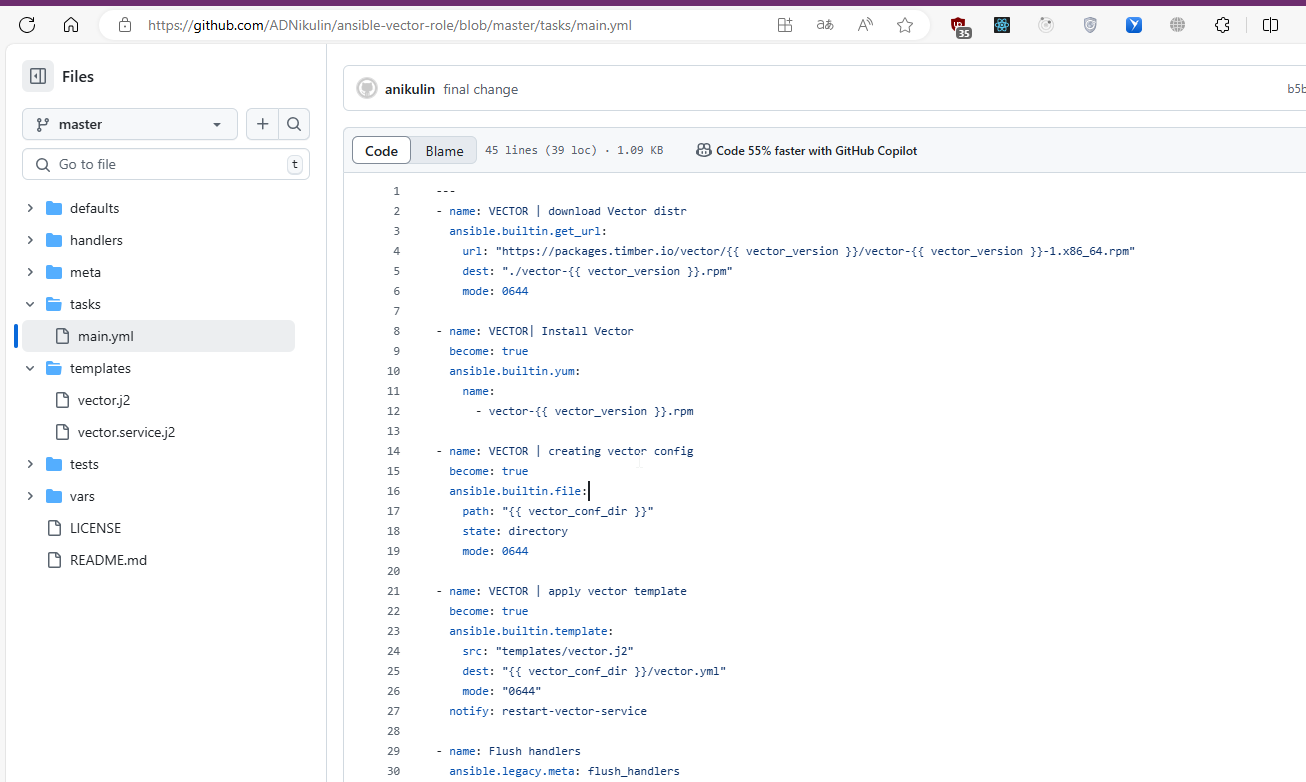 https://github.com/ADNikulin/ansible-vector-role/blob/master/tasks/main.yml
aあ
A
35
Files
master
Go to file
t
defaults
handlers
meta
tasks
main.yml
templates
vector.j2
vector.service.j2
tests
vars
LICENSE
README.md
anikulin final change
b5b
Code Blame 45 lines (39 loc) · 1.09 KB Code 55% faster with GitHub Copilot
1 ---
2 - name: VECTOR | download Vector distr
3 ansible.builtin.get_url:
4 url: "https://packages.timber.io/vector/{{ vector_version }}/vector-{{ vector_version }}-1.x86_64.rpm"
5 dest: "./vector-{{ vector_version }}.rpm"
6 mode: 0644
7
8 - name: VECTOR| Install Vector
9 become: true
10 ansible.builtin.yum:
11 name:
12 - vector-{{ vector_version }}.rpm
13
14 - name: VECTOR | creating vector config
15 become: true
16 ansible.builtin.file:
17 path: "{{ vector_conf_dir }}"
18 state: directory
19 mode: 0644
20
21 - name: VECTOR | apply vector template
22 become: true
23 ansible.builtin.template:
24 src: "templates/vector.j2"
25 dest: "{{ vector_conf_dir }}/vector.yml"
26 mode: "0644"
27 notify: restart-vector-service
28
29 - name: Flush handlers
30 ansible.legacy.meta: flush_handlers